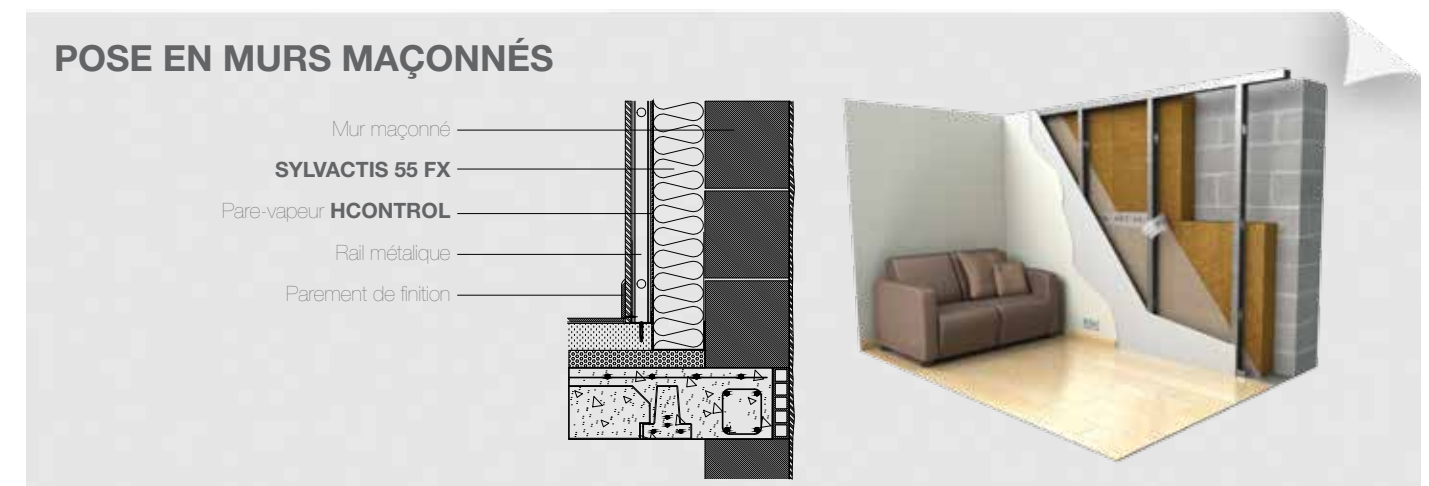 POSE EN MURS MAÇONNÉS
Mur maçonné
SYLVACTIS 55 FX
Pare-vapeur HCONTROL
Rail métalique
Parement de finition